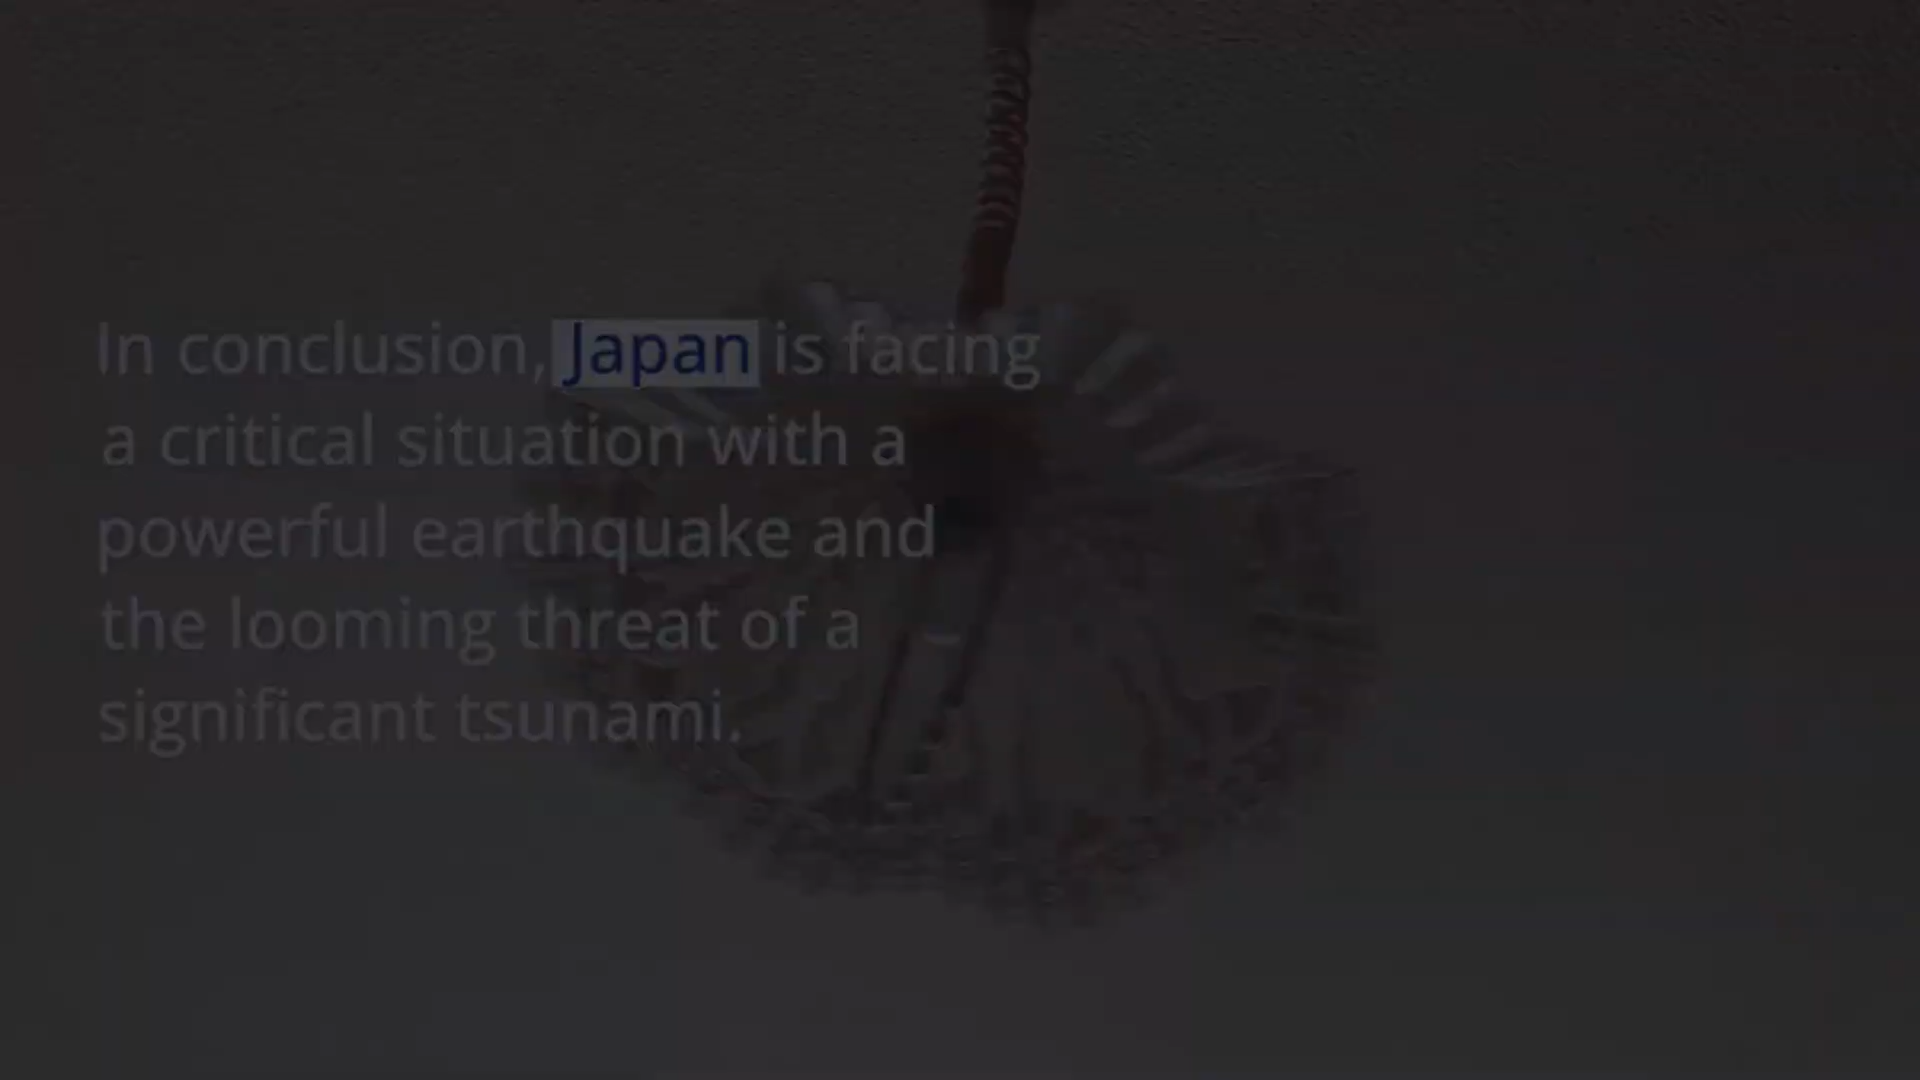 In conclusion, Japan is facing
a critical situation with a
powerful earthquake and
the looming threat of a
significant tsunami.